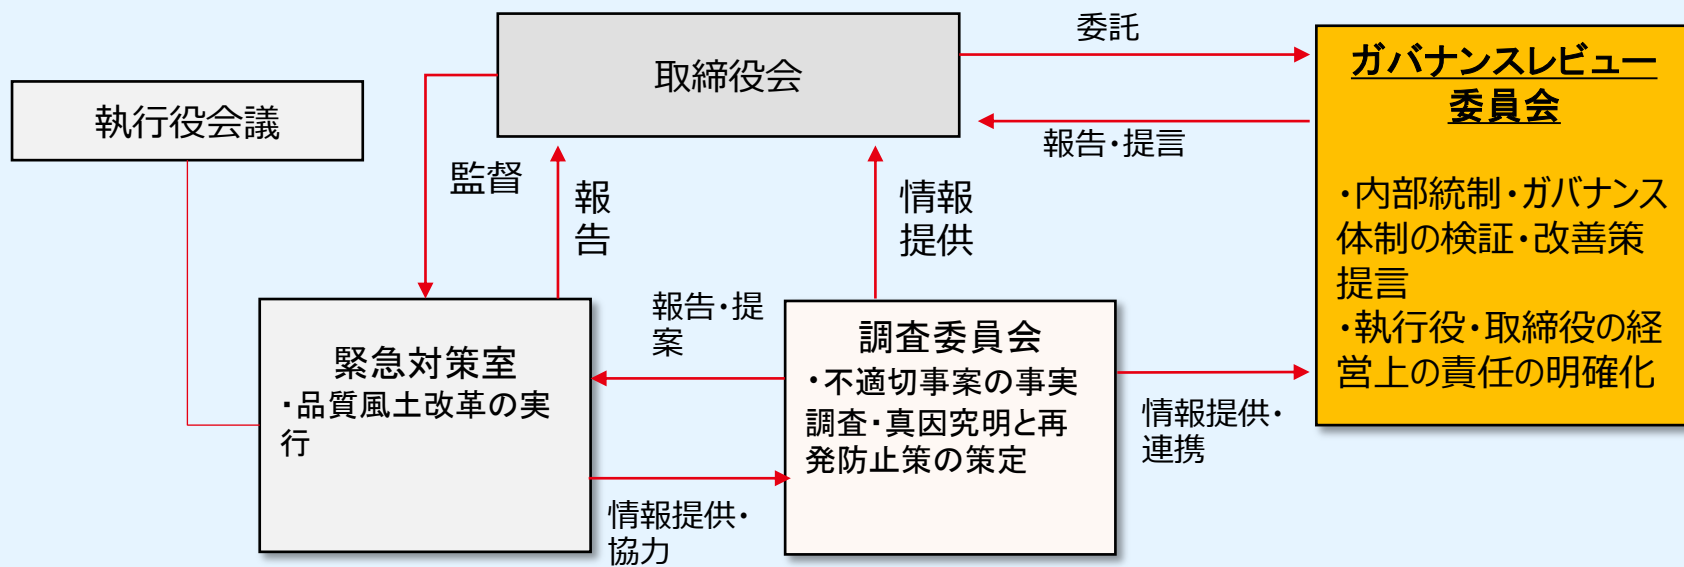 委託
取締役会
執行役会議
ガバナンスレビュー
委員会
報告・提言
監督
報
告
情報
提供
・内部統制・ガバナンス
体制の検証・改善策
提言
・執行役・取締役の経
営上の責任の明確化
報告・提
案
緊急対策室
・品質風土改革の実
行
調査委員会
・不適切事案の事実
調査・真因究明と再
発防止策の策定
情報提供・
連携
情報提供・
協力